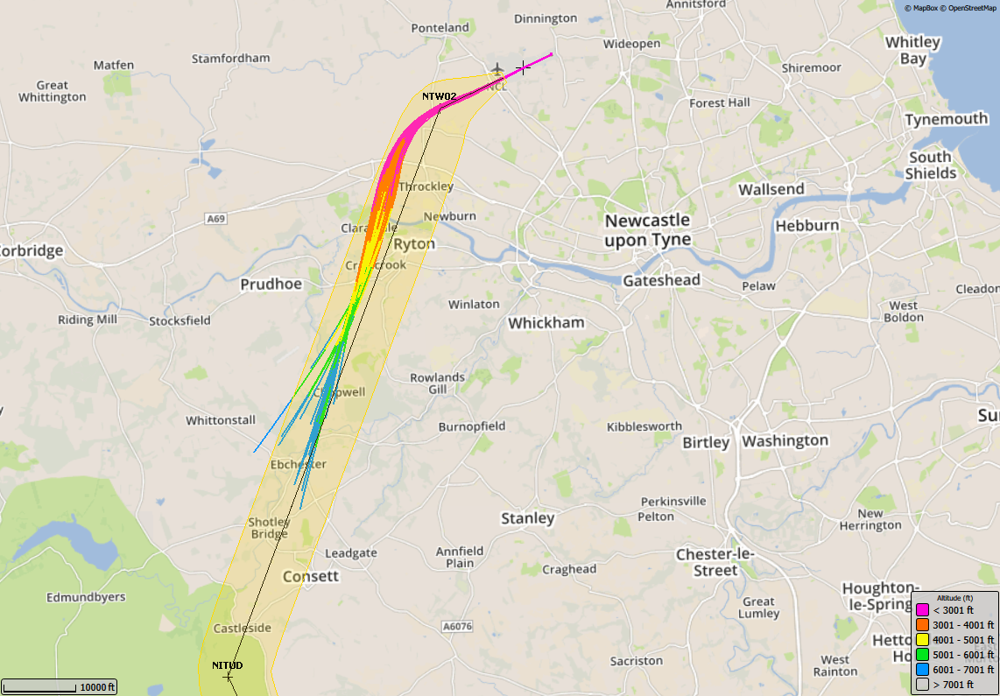 © MapBox © OpenStreetMap
Annitsford
Dinnington
Ponteland
Wideopen
Whitley
Bay
Stamfordham
Matfen
Shiremoor
Great
Whittington
NCL
NTW02
Forest Hall
Tynemouth
South
Shields
Throckley
Wallsend
A69
Newburn
Newcastle
upon Tyne
Hebburn
Ryton
Corbridge
Prudhoe
Gateshead
Pelaw
Cleadon
Winlaton
West
Boldon
Riding Mill
Stocksfield
Whickham
Rowlands
Gill
Chopwell
Whittonstall
Burnopfield
Kibblesworth
Birtley
Washington
Ebchester
Perkinsville
Pelton
Stanley
New
Herrington
Shotley
Bridge
Leadgate
Annfield
Plain
Chester-le-
Street
Craghead
Consett
Houghton-
le-Spring
Edmundbyers
Great
Lumley
Castleside
A6076
Sacriston
West
Rainton
NITUD
Altitude (ft)
< 3001 ft
3001 - 4001 ft
4001 - 5001 ft
5001 - 6001 ft
6001 - 7001 ft
> 7001 ft
10000 ft